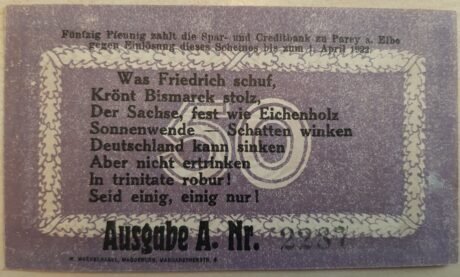 Fünfzig Pfennig zahlt die Spar- und Creditbank zu Parey a. Elbe
gegen Einlösung dieses Scheines bis zum 1. April 1922.
Was Friedrich schuf,
Krönt Bismarck stolz,
Der Sachse, fest wie Eichenholz
Sonnenwende Schatten winken
Deutschland kann sinken
Aber nicht ertrinken
In trinitate robur!
Seid einig, einig nur!
50
Ausgabe A. Nr. 2287